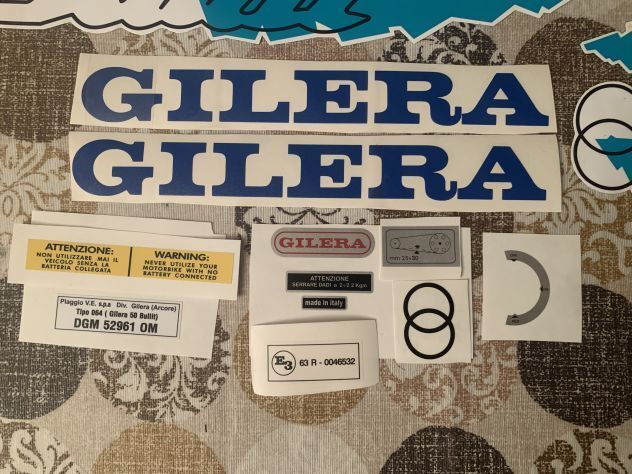 GILERA
GILERA
ATTENZIONE:
NON UTILIZZARE MAI IL
VEICOLO SENZA LA
BATTERIA COLLEGATA
WARNING:
NEVER UTILIZE YOUR
MOTORBIKE WITH NO
BATTERY CONNECTED
Piaggio V.E. s.p.a Div. Gilera (Arcore)
Tipo 064 ( Gilera 50 Bullit)
DGM 52961 OM
GILERA
ATTENZIONE
SERRARE DADI a 2÷2 2 Kgm
made in italy
E3 63 R - 0046532
mm 25÷30